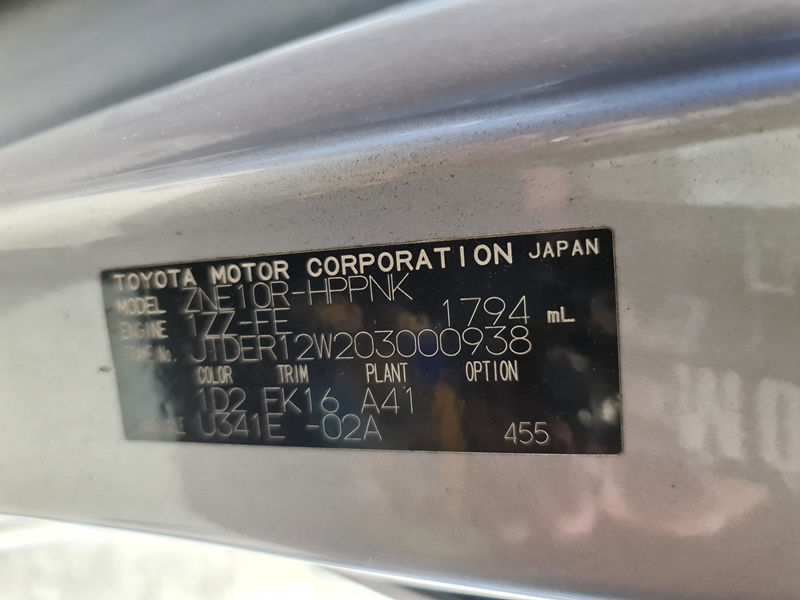 TOYOTA MOTOR CORPORATION JAPAN
MODEL ZNE10R-HPPNK
ENGINE 1ZZ-FE 1794 mL
FRAME No. JTDER12W203000938
COLOR TRIM PLANT OPTION
1D2 FK16 A41
U341E -02A 455